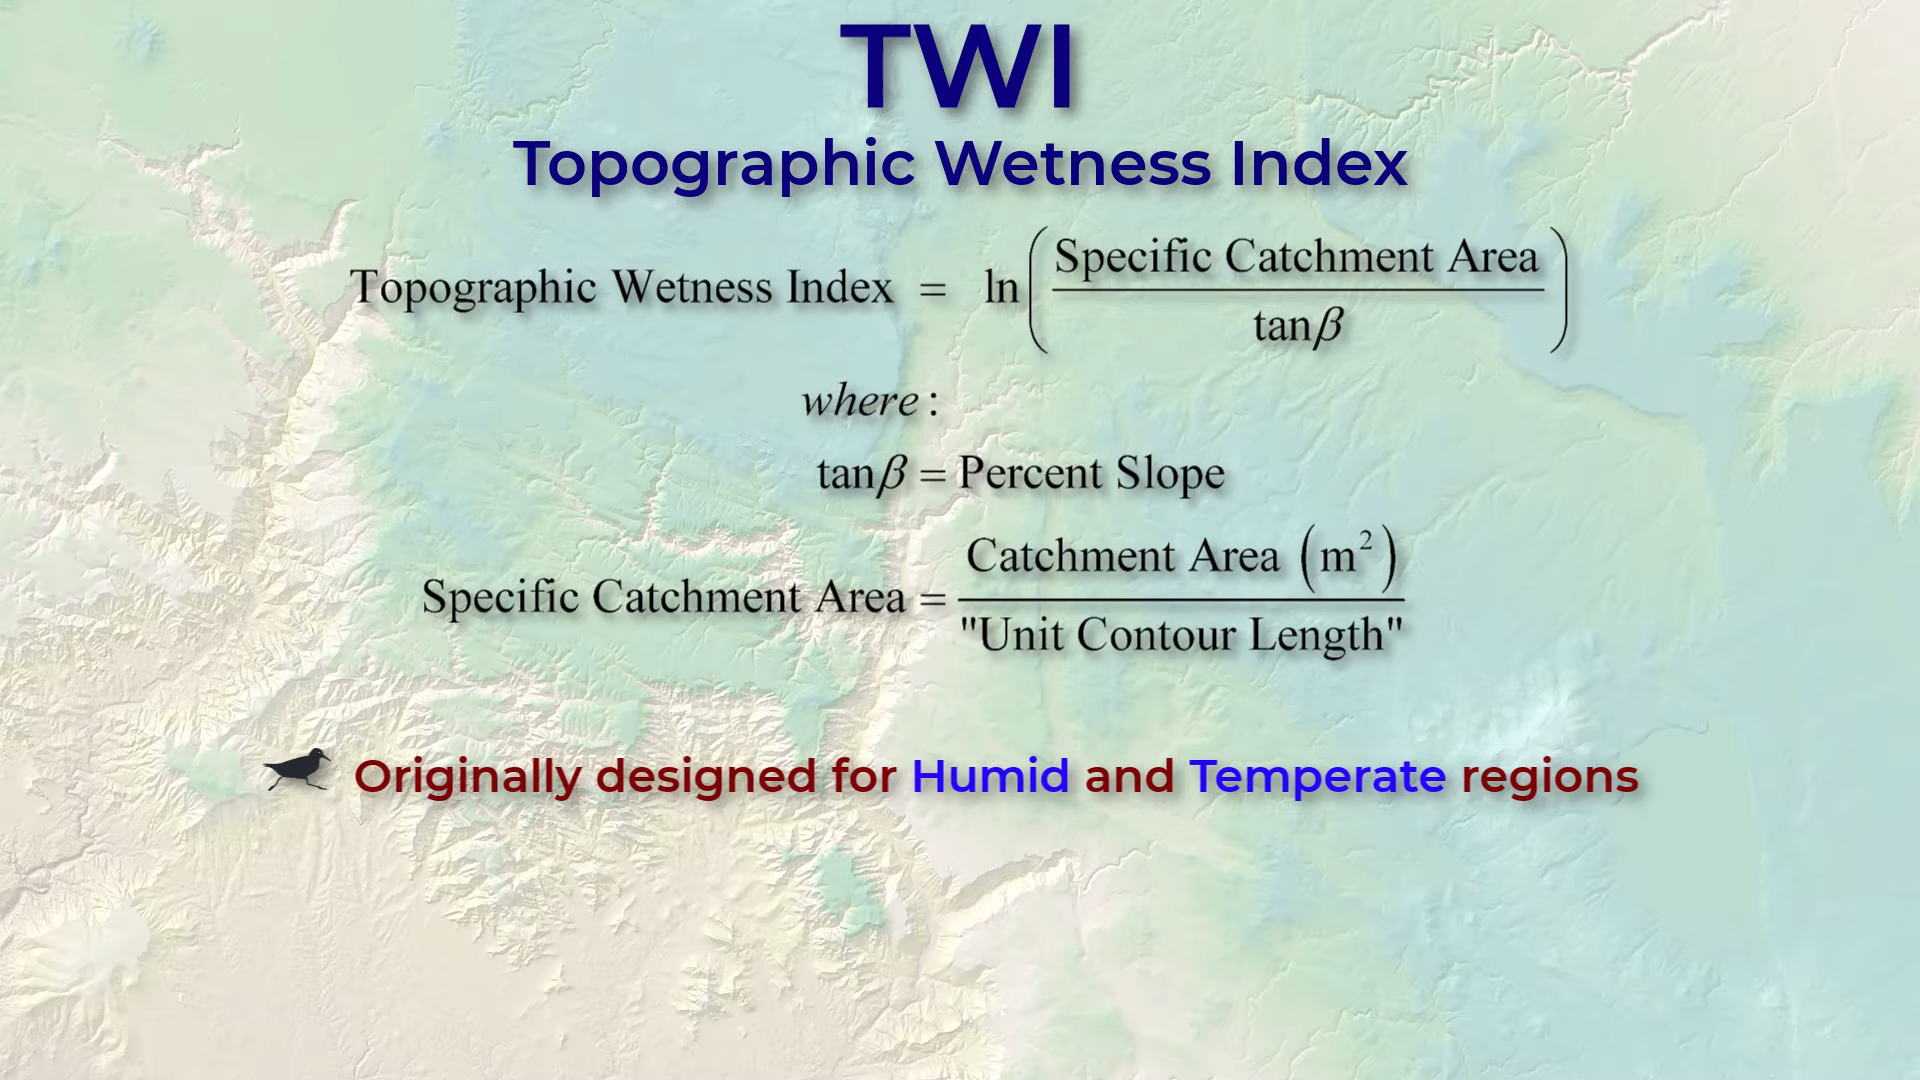 TWI
Topographic Wetness Index
Topographic Wetness Index = ln(Specific Catchment Area / tanβ)
where:
tanβ = Percent Slope
Specific Catchment Area = Catchment Area (m²) / "Unit Contour Length"
Originally designed for Humid and Temperate regions